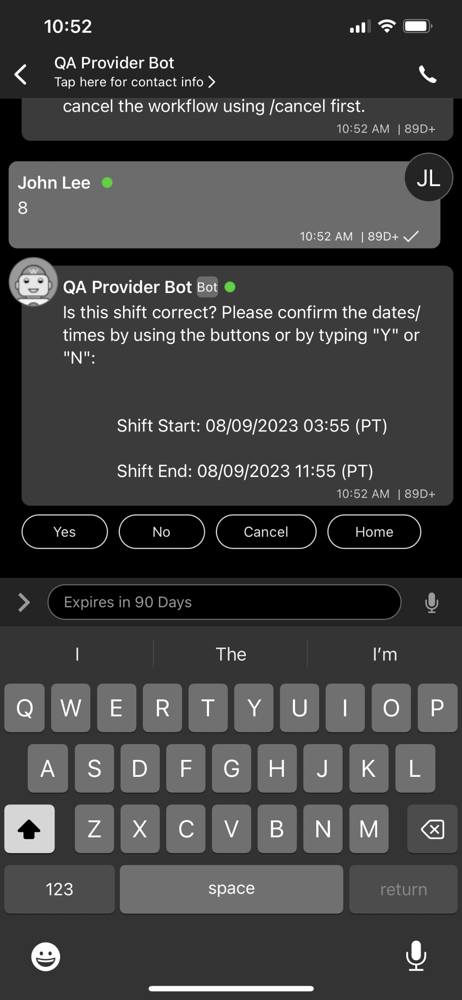 10:52
QA Provider Bot
Tap here for contact info
cancel the workflow using /cancel first.
10:52 AM | 89D+
JL
John Lee
8
10:52 AM | 89D+
W
QA Provider Bot Bot
Is this shift correct? Please confirm the dates/
times by using the buttons or by typing "Y" or
"N":
Shift Start: 08/09/2023 03:55 (PT)
Shift End: 08/09/2023 11:55 (PT)
10:52 AM | 89D+
Yes No Cancel Home
Expires in 90 Days
I The I’m
Q W E R T Y U I O P
A S D F G H J K L
Z X C V B N M
123 space return